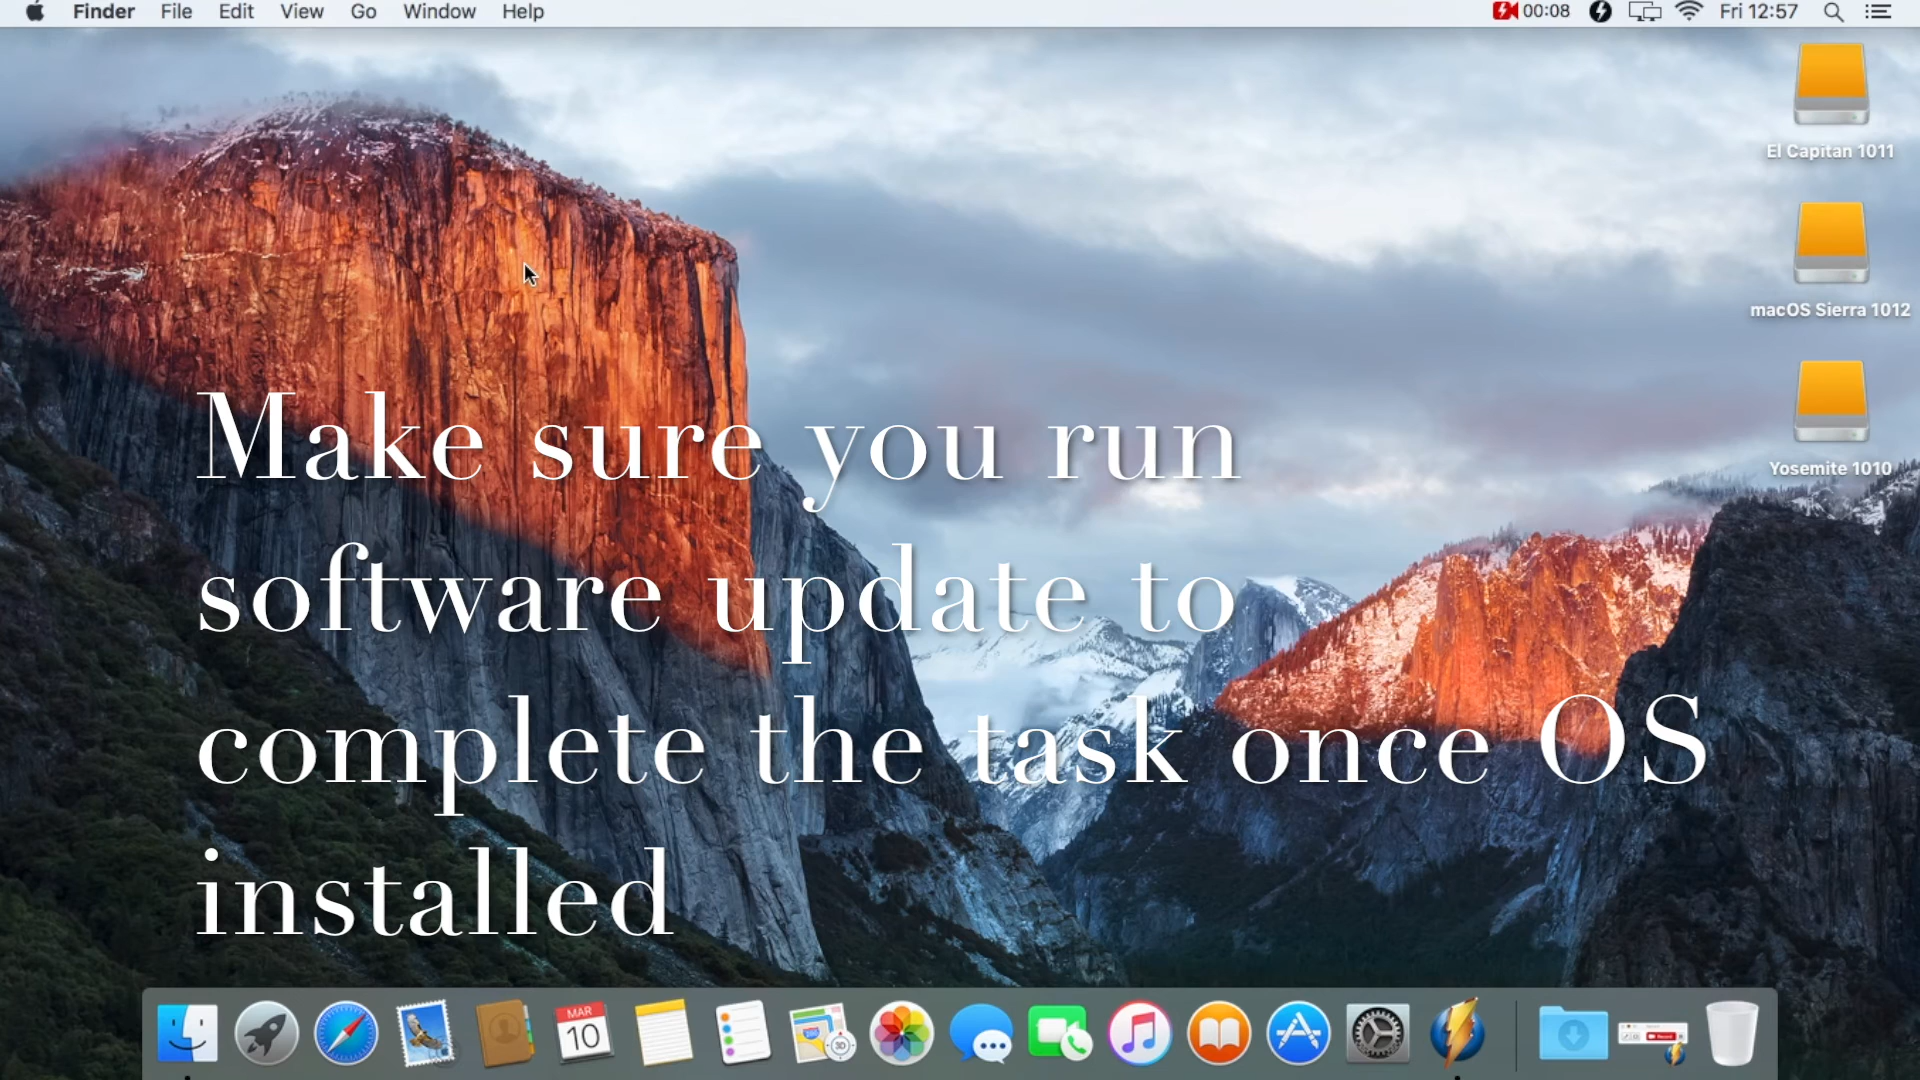 Finder File Edit View Go Window Help 00:08 Fri 12:57
El Capitan 1011
macOS Sierra 1012
Yosemite 1010
Make sure you run
software update to
complete the task once OS
installed
MAR
10
3D